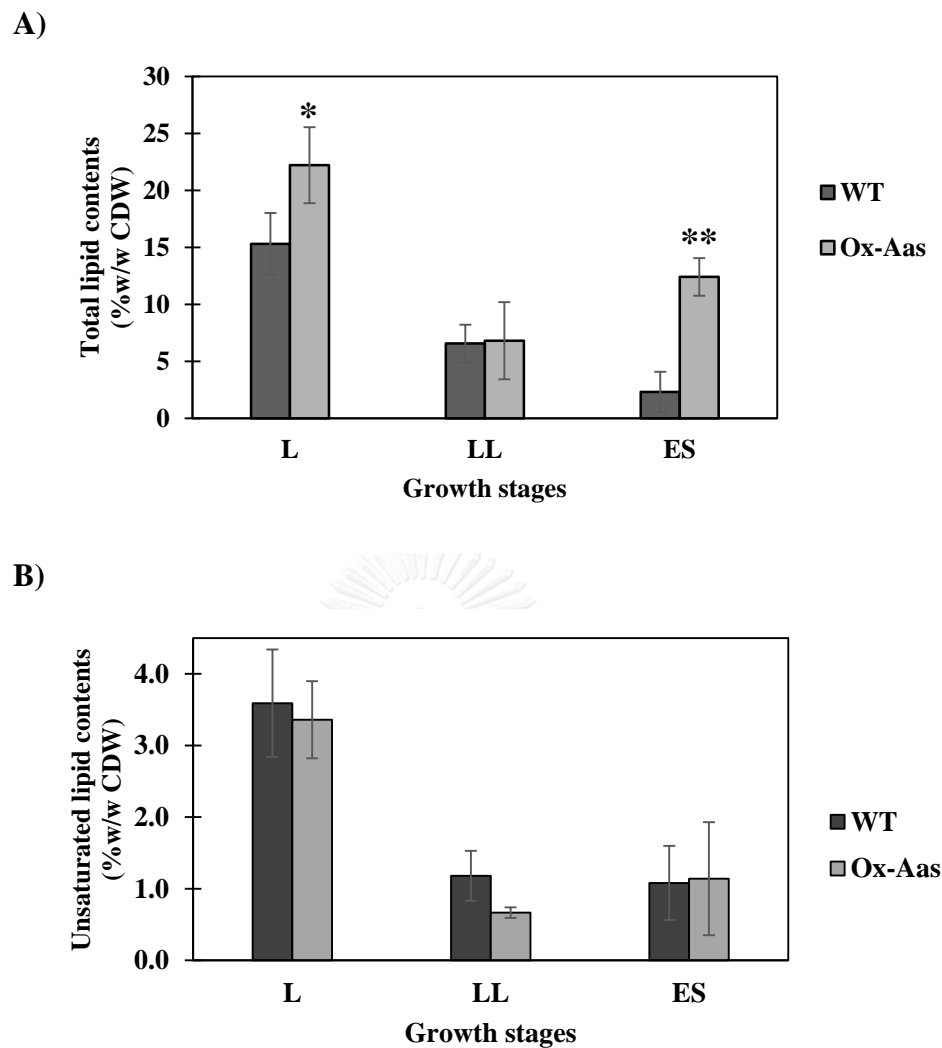 A)
Total lipid contents
(%w/w CDW)
30
25
20
15
10
5
0
*
**
L
LL
ES
Growth stages
WT
Ox-Aas
B)
Unsaturated lipid contents
(%w/w CDW)
4.0
3.0
2.0
1.0
0.0
L
LL
ES
Growth stages
WT
Ox-Aas